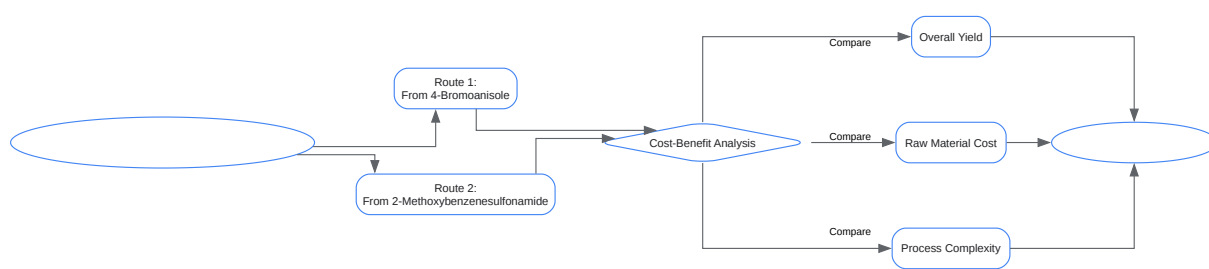 Route 1:
From 4-Bromoanisole
Route 2:
From 2-Methoxybenzenesulfonamide
Cost-Benefit Analysis
Compare
Overall Yield
Compare
Raw Material Cost
Compare
Process Complexity